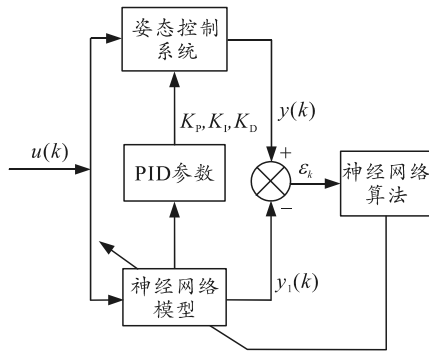 姿态控制
系统
K_P, K_I, K_D
y(k)
u(k)
+
PID参数
ε_k
神经网络
算法
−
神经网络
模型
y_1(k)